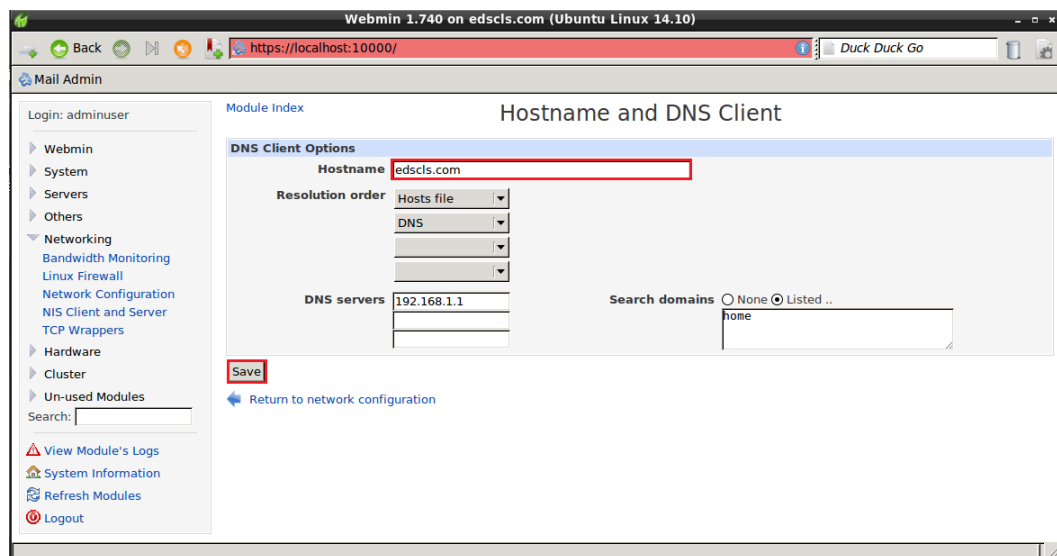 Webmin 1.740 on edscls.com (Ubuntu Linux 14.10)
Back
https://localhost:10000/
Duck Duck Go
Mail Admin
Login: adminuser
Webmin
System
Servers
Others
Networking
Bandwidth Monitoring
Linux Firewall
Network Configuration
NIS Client and Server
TCP Wrappers
Hardware
Cluster
Un-used Modules
Search:
View Module's Logs
System Information
Refresh Modules
Logout
Module Index
Hostname and DNS Client
DNS Client Options
Hostname edscls.com
Resolution order Hosts file
DNS
DNS servers 192.168.1.1
Search domains None Listed ..
home
Save
Return to network configuration